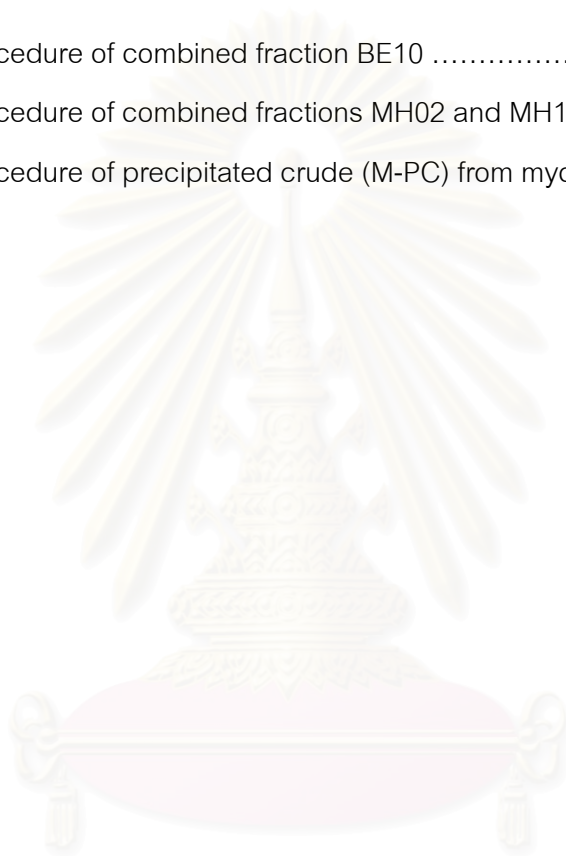 cedure of combined fraction BE10 ……………
cedure of combined fractions MH02 and MH1
cedure of precipitated crude (M-PC) from myc